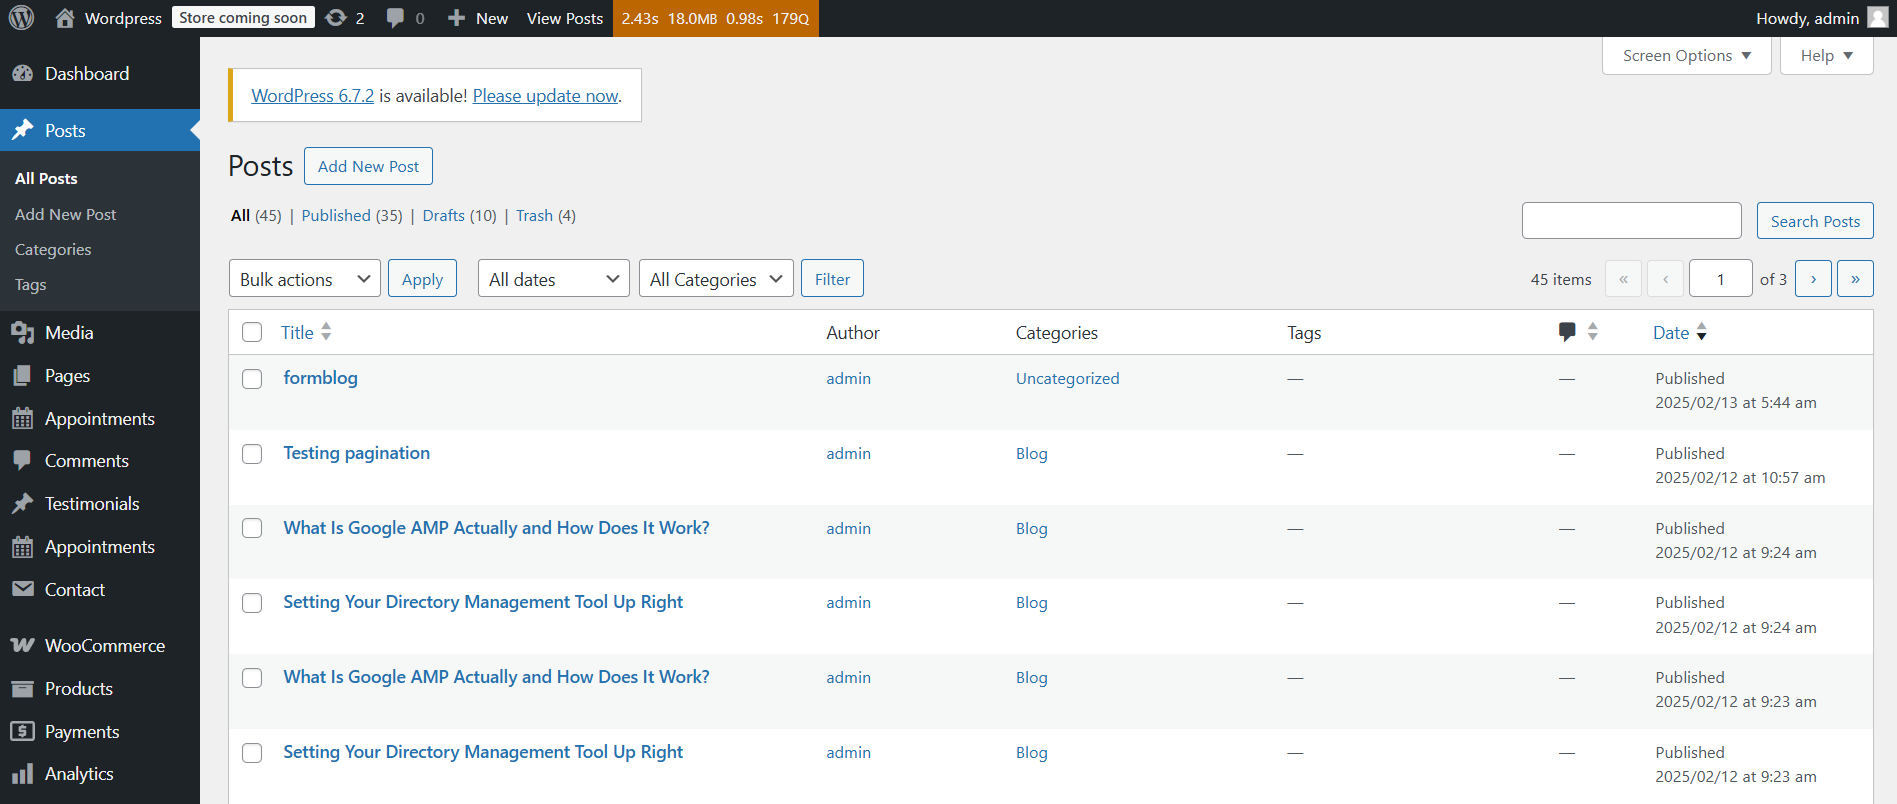 Wordpress Store coming soon 2 0 New View Posts 2.43s 18.0MB 0.98s 179Q Howdy, admin
Screen Options Help
Dashboard
Posts
All Posts
Add New Post
Categories
Tags
Media
Pages
Appointments
Comments
Testimonials
Appointments
Contact
WooCommerce
Products
Payments
Analytics
WordPress 6.7.2 is available! Please update now.
Posts Add New Post
All (45) | Published (35) | Drafts (10) | Trash (4)
Search Posts
Bulk actions Apply All dates All Categories Filter 45 items « ‹ 1 of 3 › »
Title Author Categories Tags Date
formblog admin Uncategorized — — Published
2025/02/13 at 5:44 am
Testing pagination admin Blog — — Published
2025/02/12 at 10:57 am
What Is Google AMP Actually and How Does It Work? admin Blog — — Published
2025/02/12 at 9:24 am
Setting Your Directory Management Tool Up Right admin Blog — — Published
2025/02/12 at 9:24 am
What Is Google AMP Actually and How Does It Work? admin Blog — — Published
2025/02/12 at 9:23 am
Setting Your Directory Management Tool Up Right admin Blog — — Published
2025/02/12 at 9:23 am